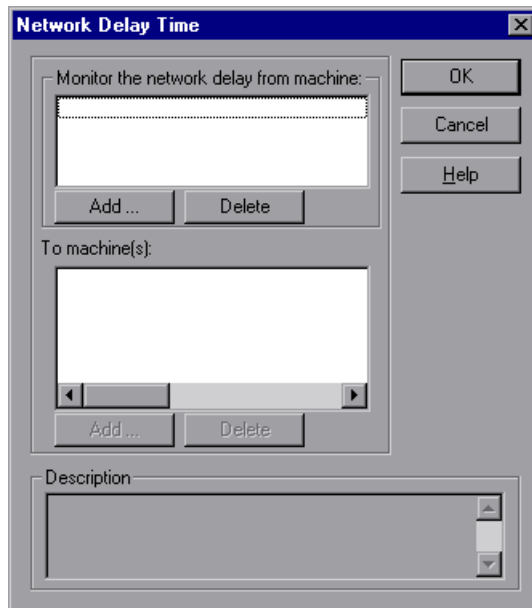 Network Delay Time
Monitor the network delay from machine:
OK
Cancel
Help
Add ...
Delete
To machine(s):
Add ...
Delete
Description